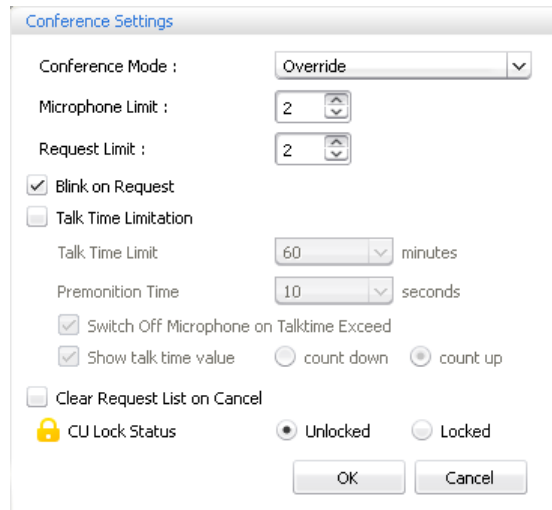 Conference Settings
Conference Mode : Override
Microphone Limit : 2
Request Limit : 2
Blink on Request
Talk Time Limitation
Talk Time Limit 60 minutes
Premonition Time 10 seconds
Switch Off Microphone on Talktime Exceed
Show talk time value count down count up
Clear Request List on Cancel
CU Lock Status Unlocked Locked
OK Cancel